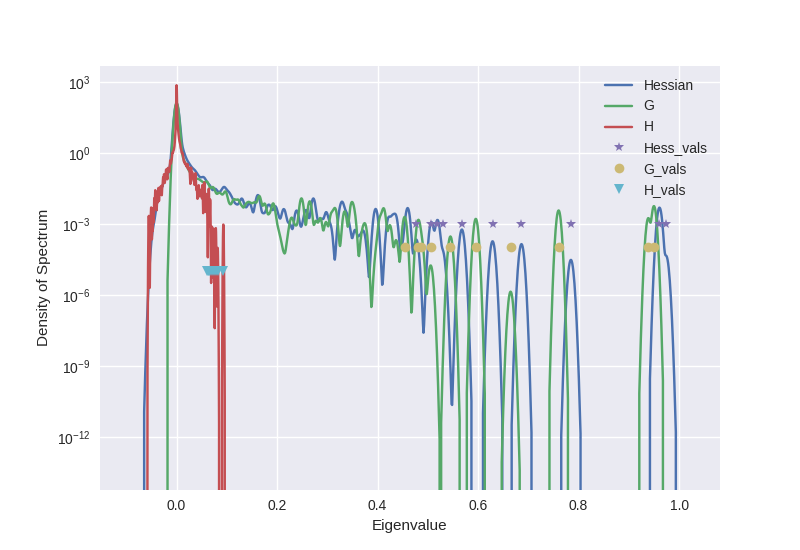 10^3
10^0
10^−3
10^−6
10^−9
10^−12
Density of Spectrum
Hessian
G
H
Hess_vals
G_vals
H_vals
0.0 0.2 0.4 0.6 0.8 1.0
Eigenvalue